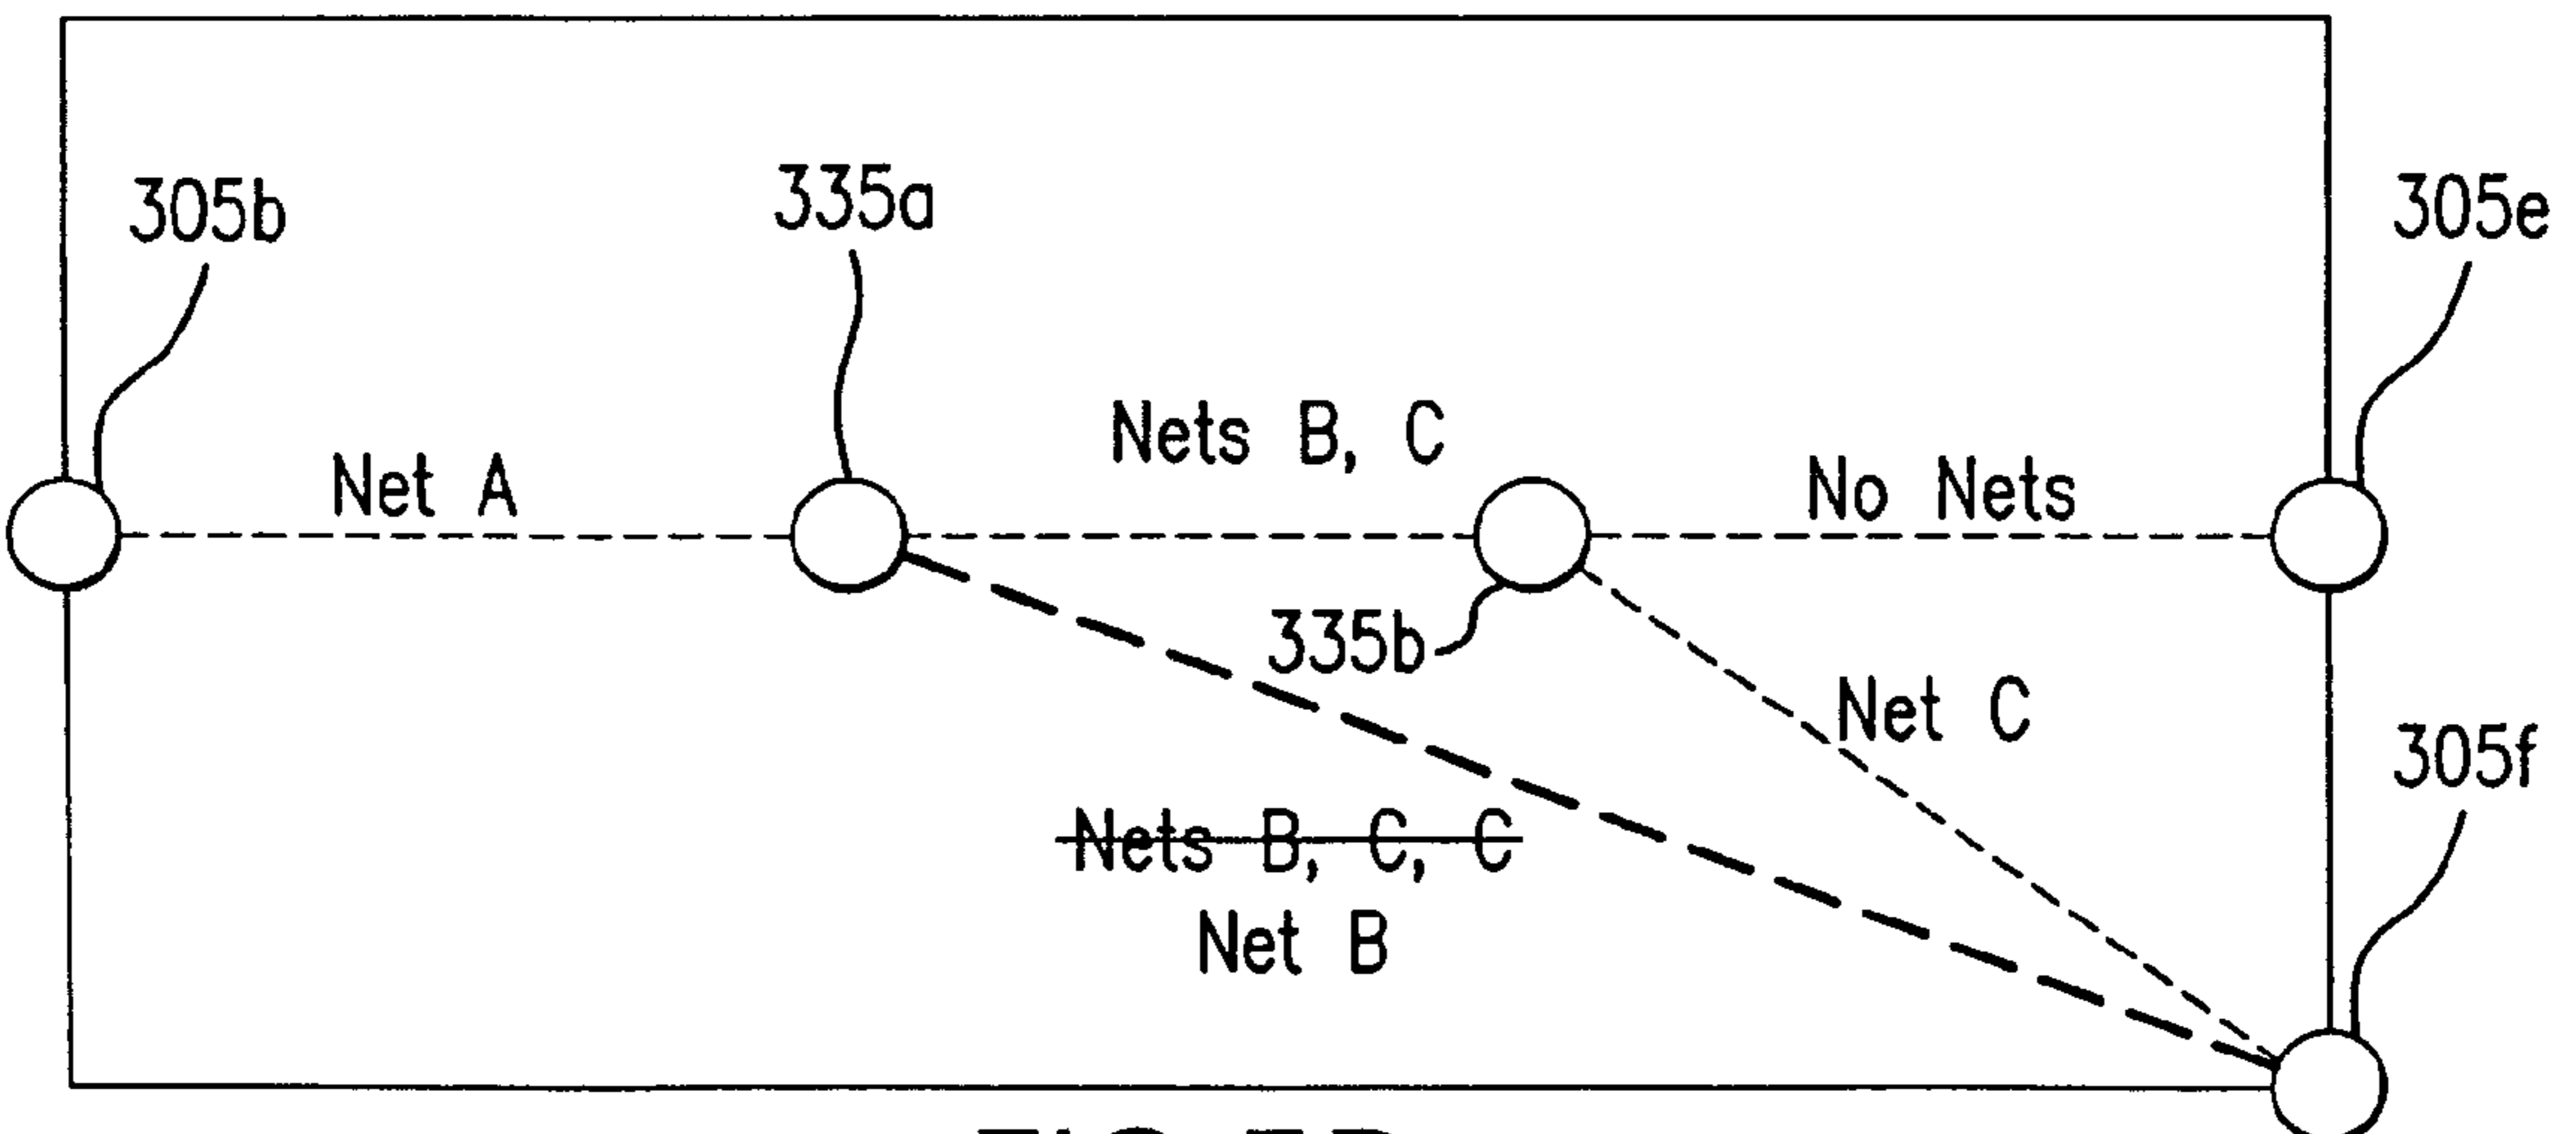 305b
335a
305e
Nets B, C
Net A
No Nets
335b
Net C
305f
Nets B, C, C
Net B